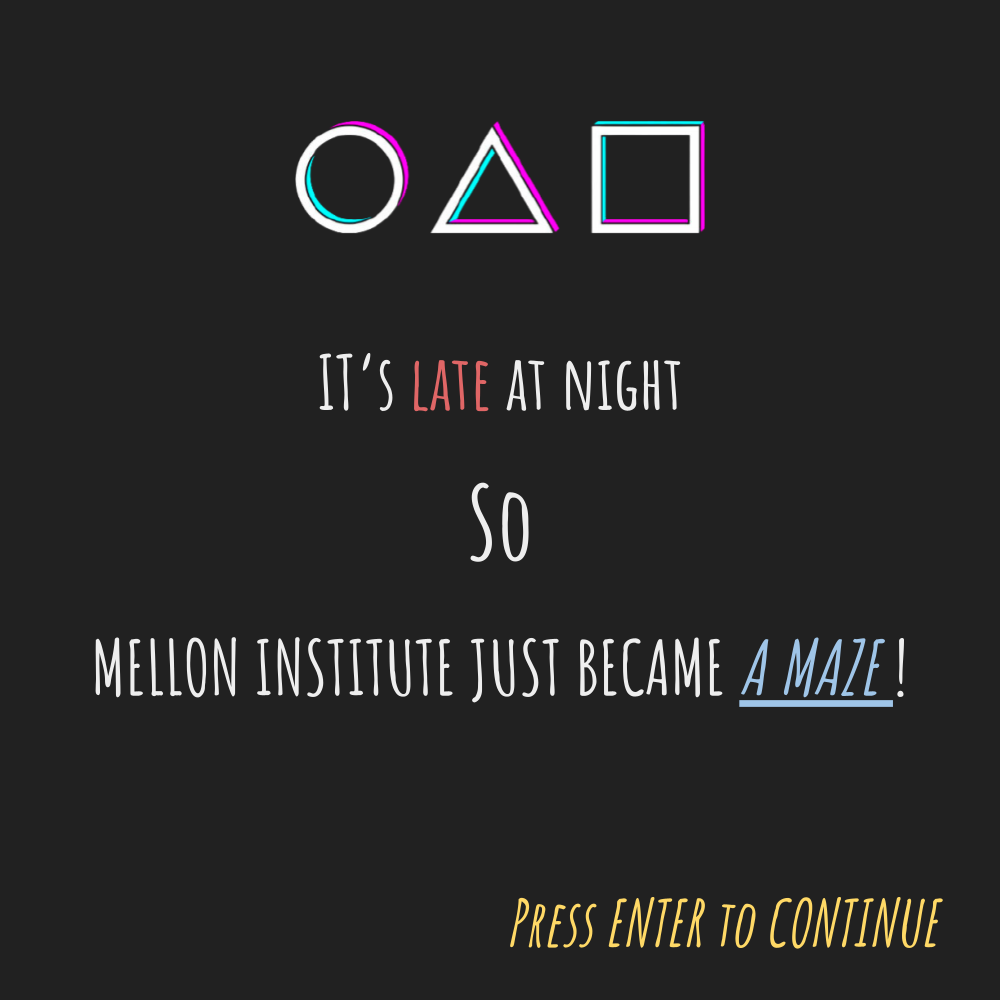 IT'S LATE AT NIGHT
So
MELLON INSTITUTE JUST BECAME A MAZE!
Press ENTER to CONTINUE